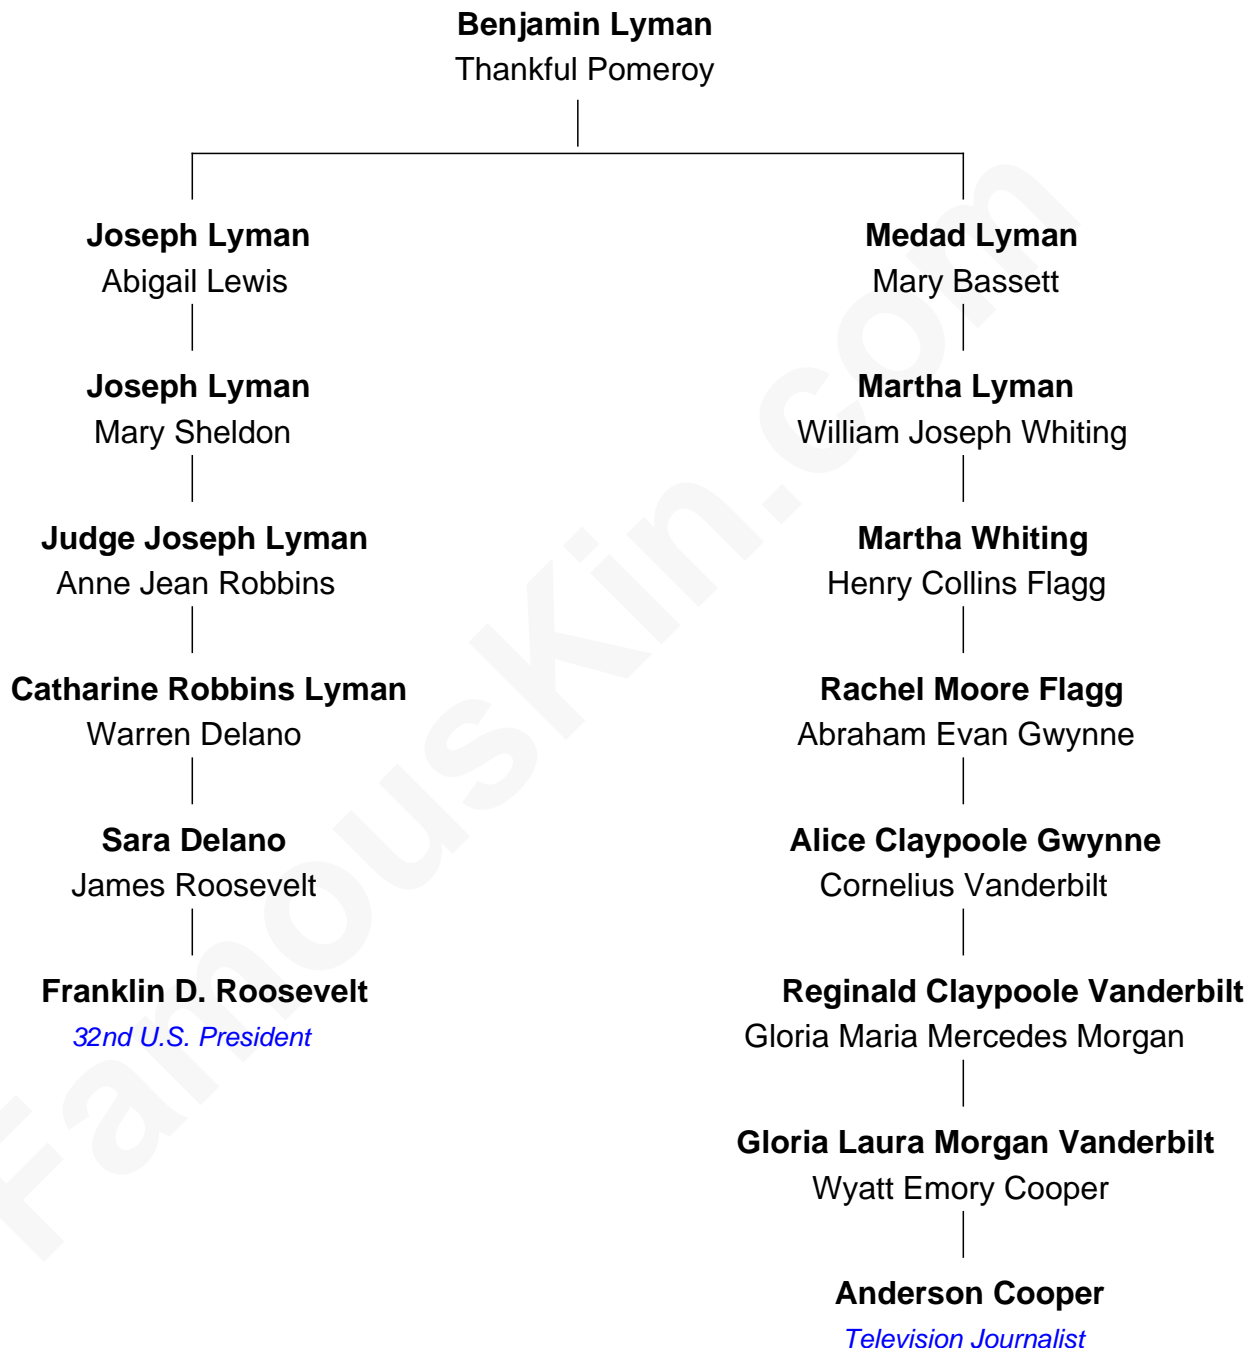 Benjamin Lyman
Thankful Pomeroy
Joseph Lyman
Abigail Lewis
Joseph Lyman
Mary Sheldon
Judge Joseph Lyman
Anne Jean Robbins
Catharine Robbins Lyman
Warren Delano
Sara Delano
James Roosevelt
Franklin D. Roosevelt
32nd U.S. President
Medad Lyman
Mary Bassett
Martha Lyman
William Joseph Whiting
Martha Whiting
Henry Collins Flagg
Rachel Moore Flagg
Abraham Evan Gwynne
Alice Claypoole Gwynne
Cornelius Vanderbilt
Reginald Claypoole Vanderbilt
Gloria Maria Mercedes Morgan
Gloria Laura Morgan Vanderbilt
Wyatt Emory Cooper
Anderson Cooper
Television Journalist
FamousKin.com